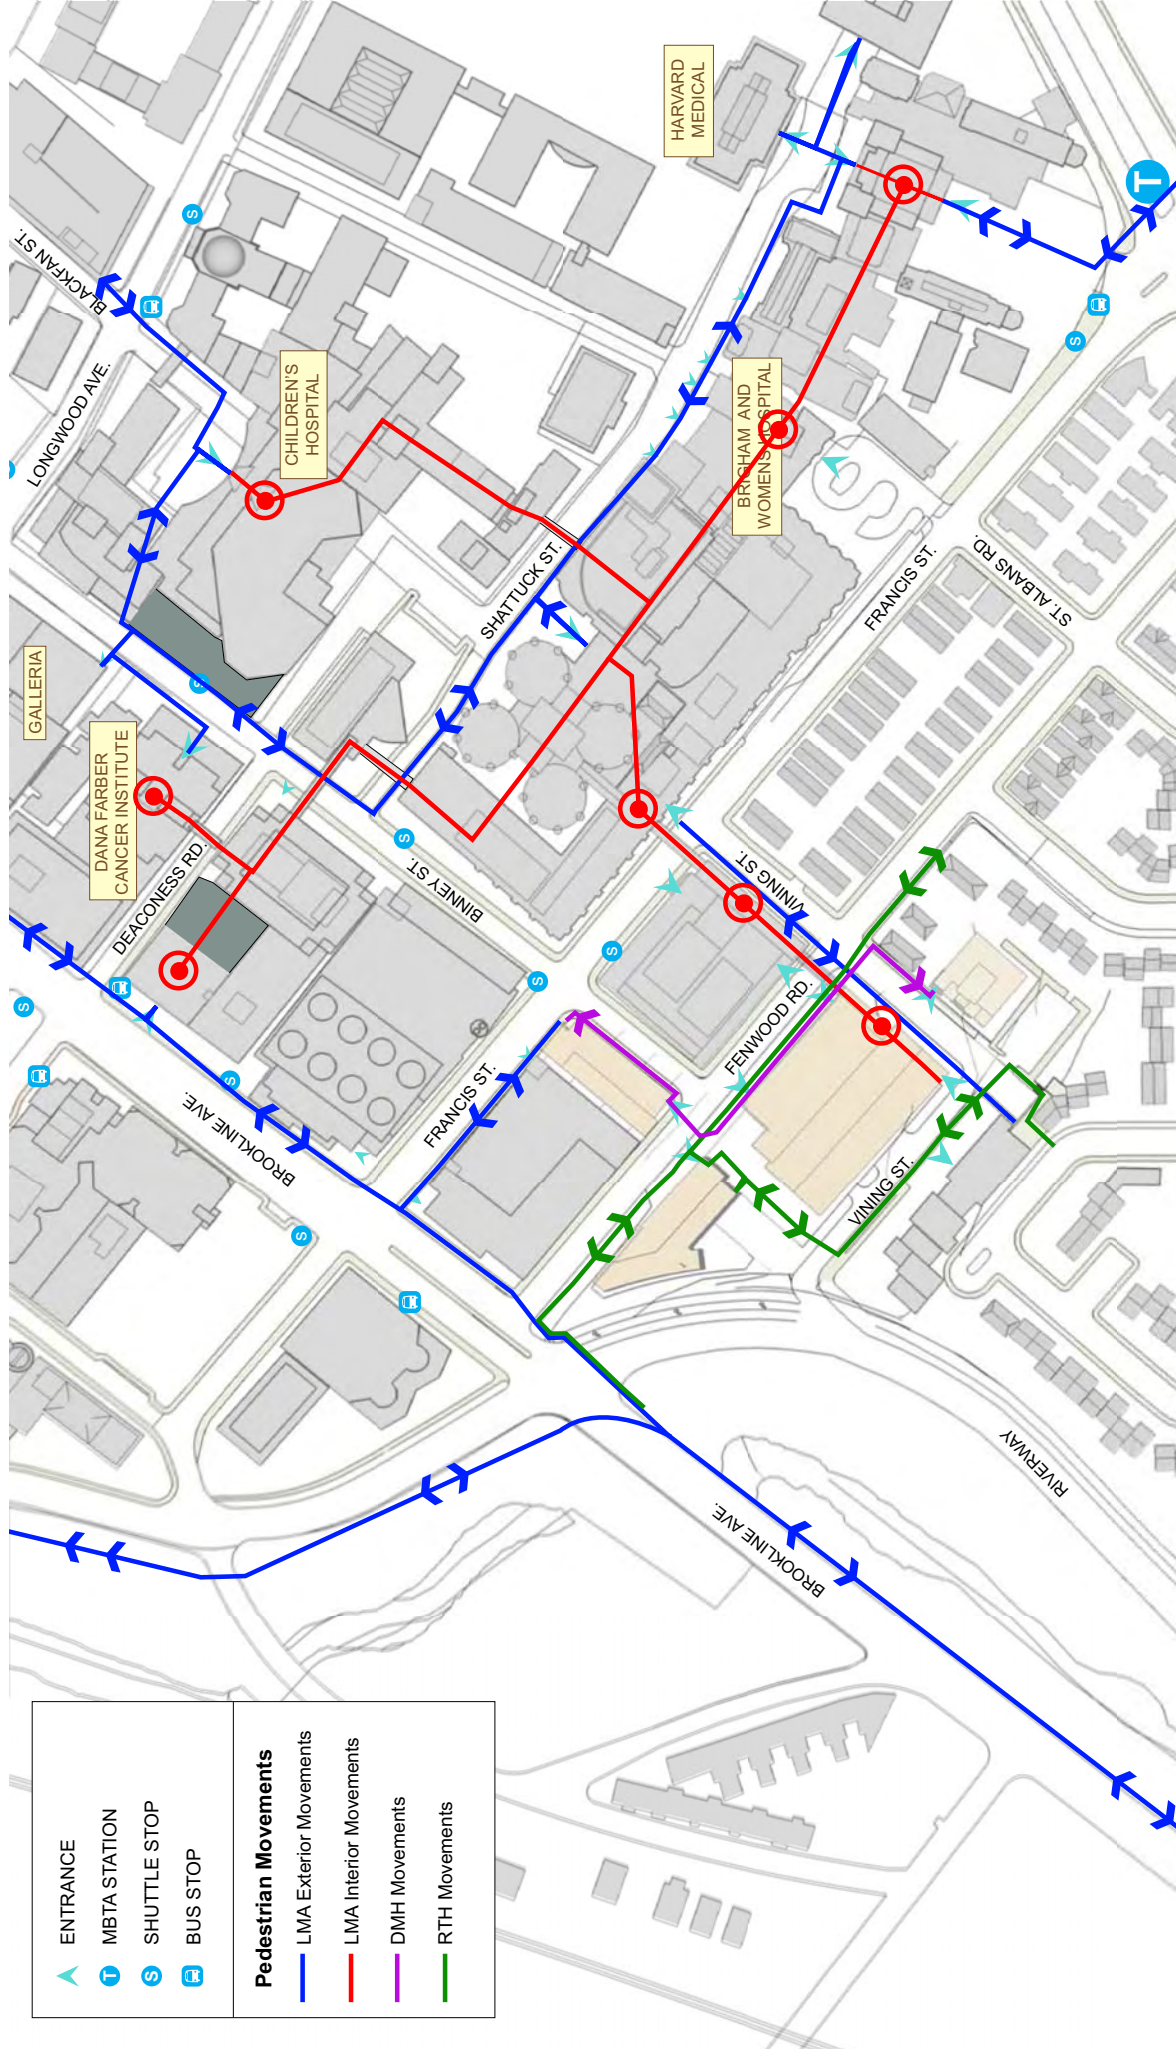 BLACKFAN ST.
LONGWOOD AVE.
HARVARD
MEDICAL
CHILDREN'S
HOSPITAL
BRIGHAM AND
WOMENS HOSPITAL
GALLERIA
DANA FARBER
CANCER INSTITUTE
SHATTUCK ST.
FRANCIS ST.
ST. ALBANS RD.
DEACONESS RD.
BINNEY ST.
VINING ST.
FENWOOD RD.
FRANCIS ST.
BROOKLINE AVE.
VINING ST.
RIVERWAY
BROOKLINE AVE.
T
S
S
S
S
S
S
S
S
S
S
ENTRANCE
T MBTA STATION
S SHUTTLE STOP
BUS STOP
Pedestrian Movements
LMA Exterior Movements
LMA Interior Movements
DMH Movements
RTH Movements